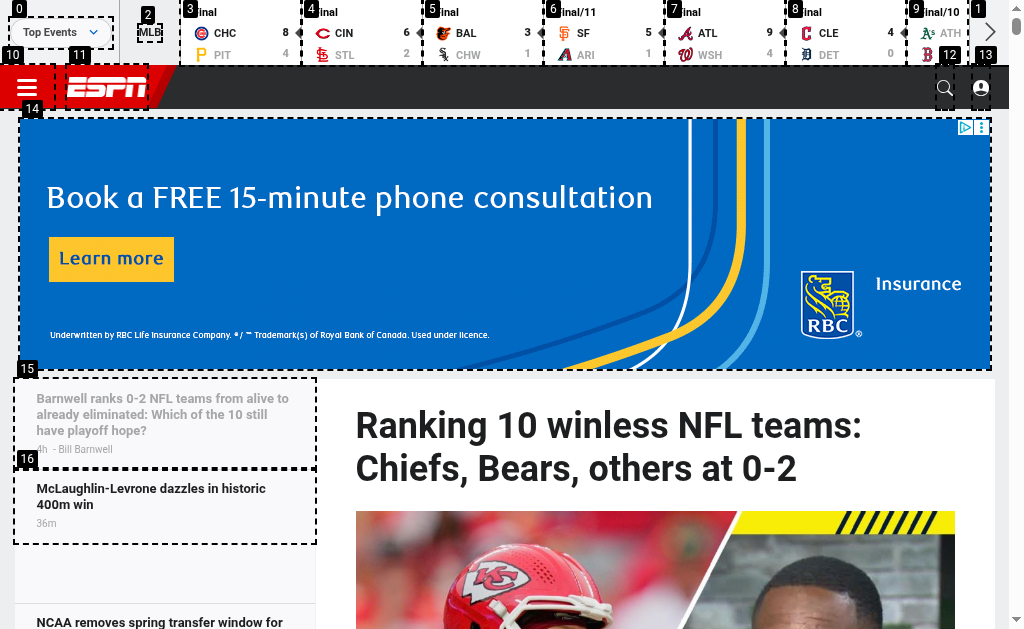 Top Events
MLB
Final
CHC 8
PIT 4
Final
CIN 6
STL 2
Final
BAL 3
CHW 1
Final/11
SF 5
ARI 1
Final
ATL 9
WSH 4
Final
CLE 4
DET 0
Final/10
ATH
B
0
1
2
3
4
5
6
7
8
9
10
11
12
13
14
15
16
ESPN
Book a FREE 15-minute phone consultation
Learn more
Insurance
RBC ®
Underwritten by RBC Life Insurance Company. ® / ™ Trademark(s) of Royal Bank of Canada. Used under licence.
Barnwell ranks 0-2 NFL teams from alive to
already eliminated: Which of the 10 still
have playoff hope?
4h - Bill Barnwell
McLaughlin-Levrone dazzles in historic
400m win
36m
NCAA removes spring transfer window for
Ranking 10 winless NFL teams:
Chiefs, Bears, others at 0-2